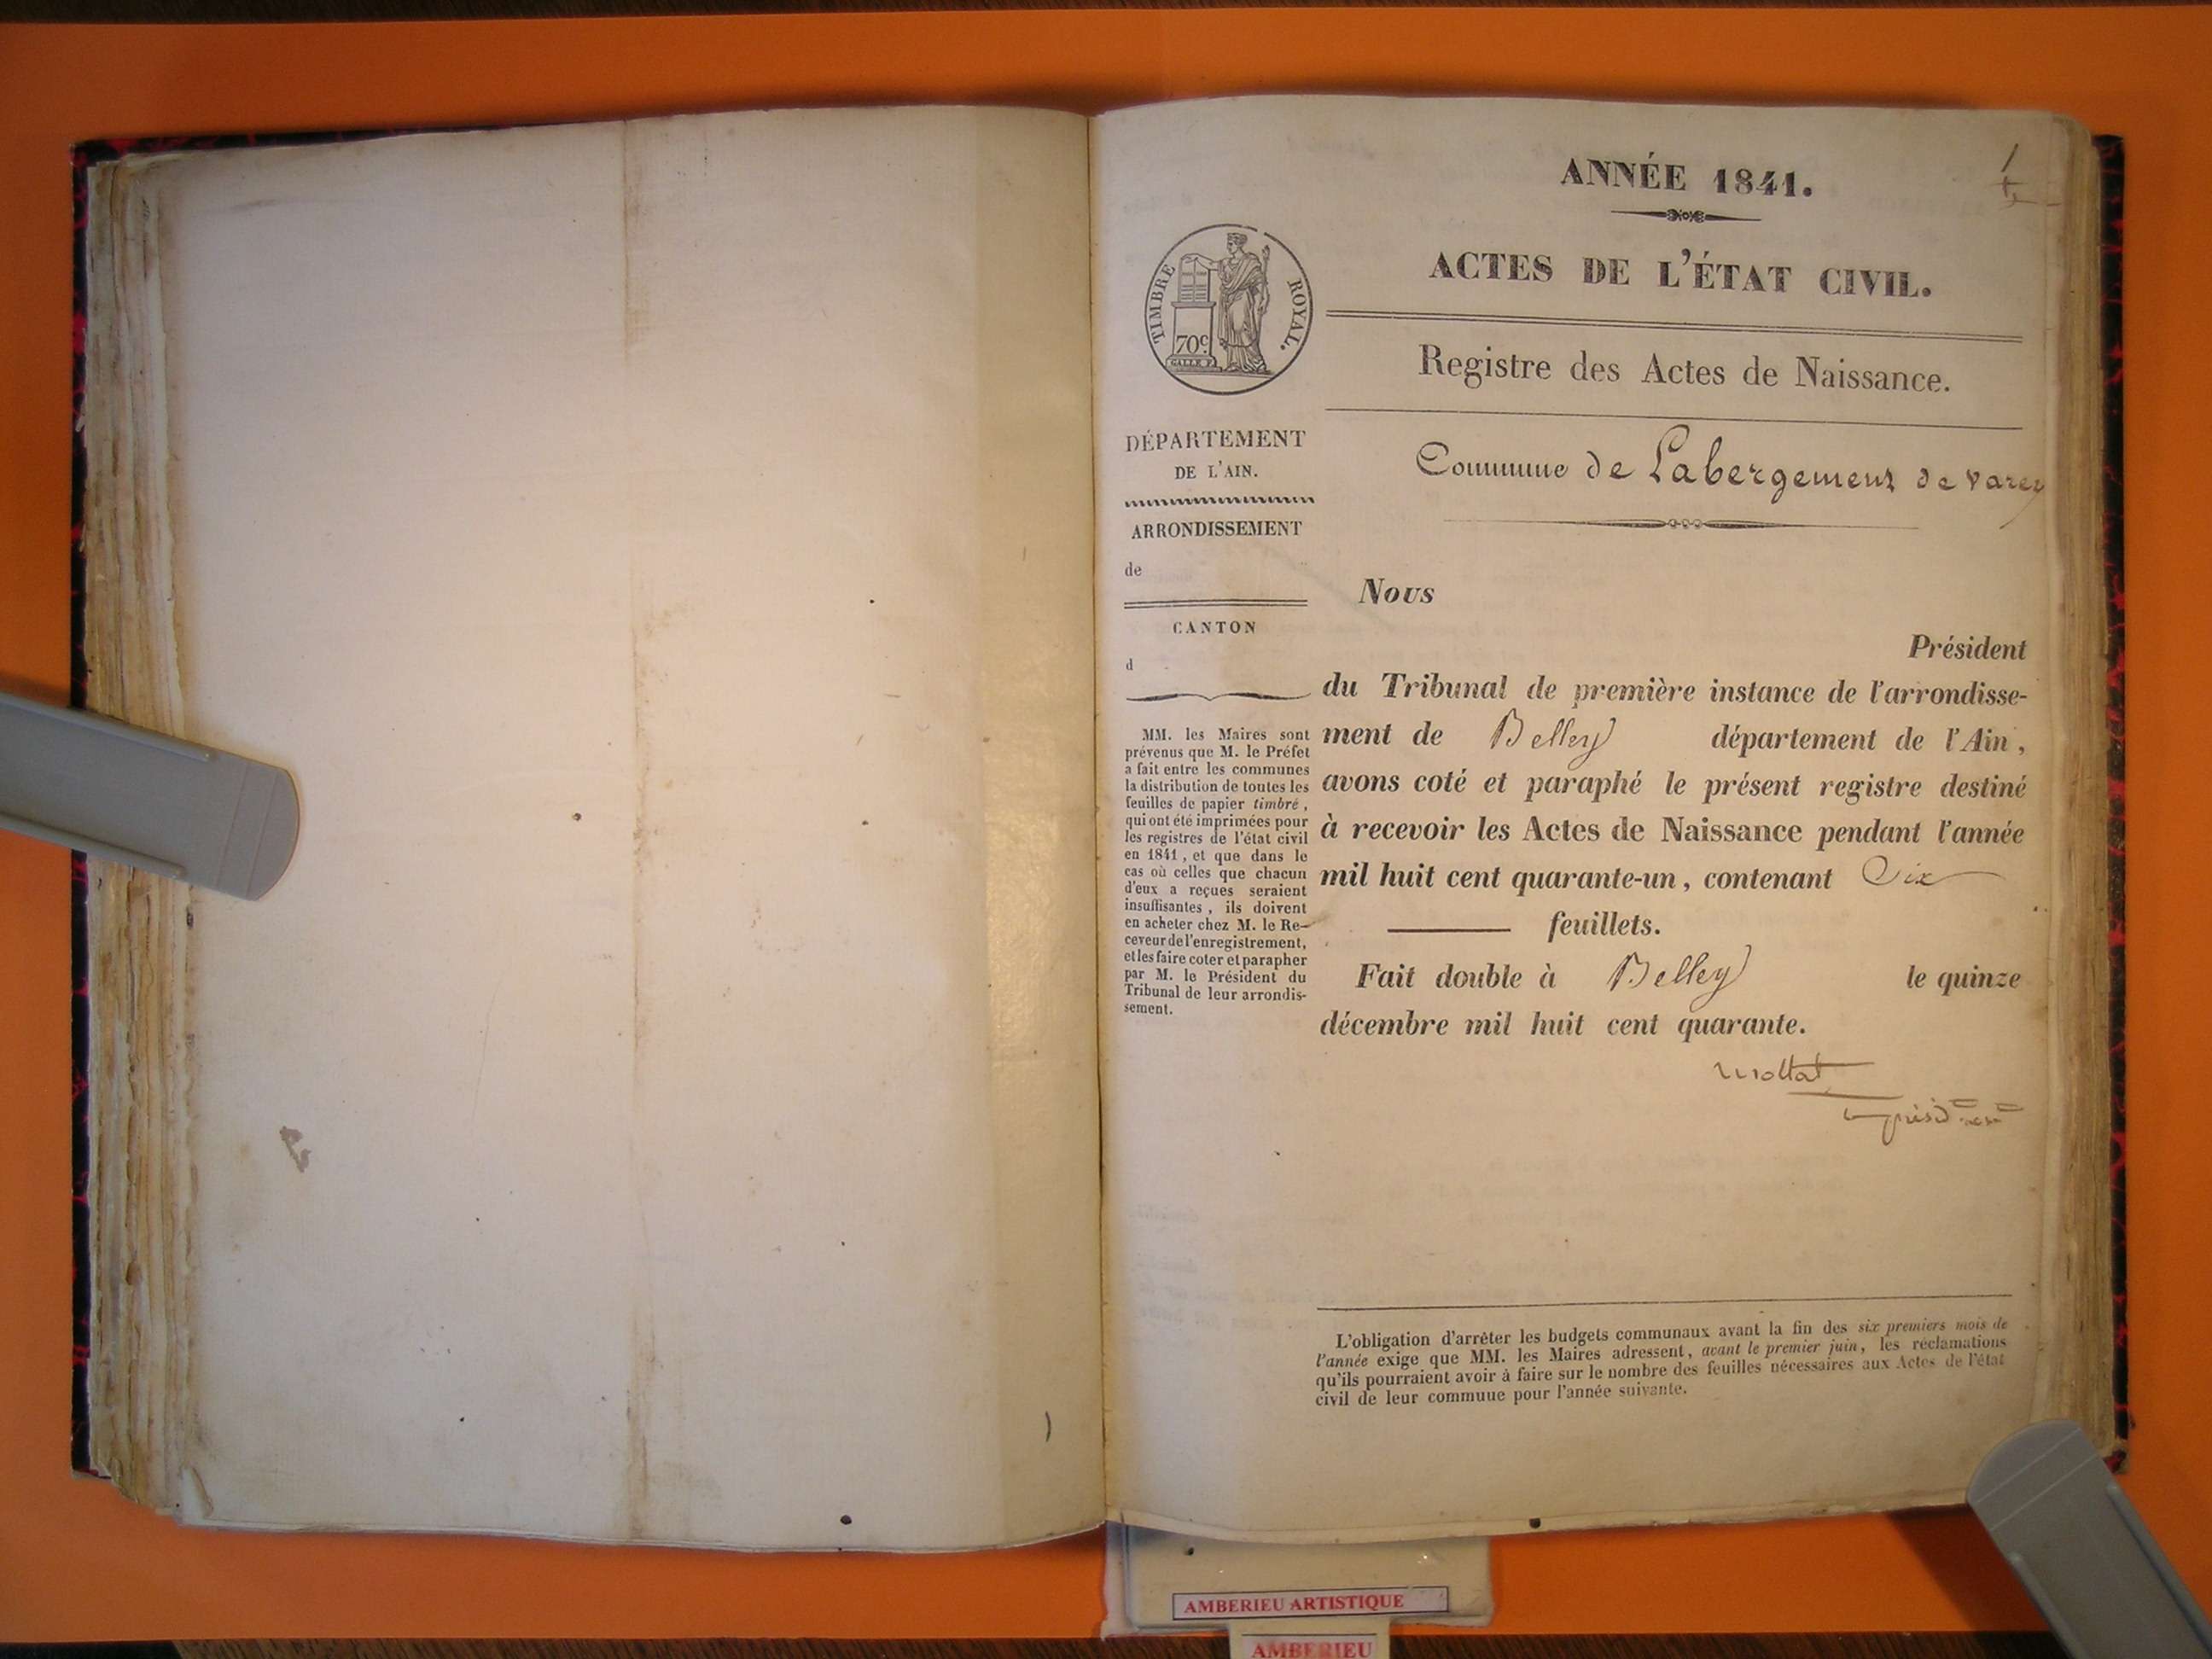 ANNÉE 1841.
1
ACTES DE L'ÉTAT CIVIL.
TIMBRE ROYAL.
70c
GALLE F.
Registre des Actes de Naissance.
DÉPARTEMENT
DE L'AIN.
ARRONDISSEMENT
de
CANTON
d
MM. les Maires sont
prévenus que M. le Préfet
a fait entre les communes
la distribution de toutes les
feuilles de papier timbré,
qui ont été imprimées pour
les registres de l'état civil
en 1841, et que dans le
cas où celles que chacun
d'eux a reçues seraient
insuffisantes, ils doivent
en acheter chez M. le Re-
ceveur de l'enregistrement,
et les faire coter et parapher
par M. le Président du
Tribunal de leur arrondis-
sement.
Commune de Labergement de Varey
Nous
Président
du Tribunal de première instance de l'arrondisse-
ment de Belley département de l'Ain,
avons coté et paraphé le présent registre destiné
à recevoir les Actes de Naissance pendant l'année
mil huit cent quarante-un, contenant Six
feuillets.
Fait double à Belley le quinze
décembre mil huit cent quarante.
Mottat
président
L'obligation d'arrêter les budgets communaux avant la fin des six premiers mois de
l'année exige que MM. les Maires adressent, avant le premier juin, les réclamations
qu'ils pourraient avoir à faire sur le nombre des feuilles nécessaires aux Actes de l'état
civil de leur commune pour l'année suivante.
AMBERIEU ARTISTIQUE
AMBERIEU